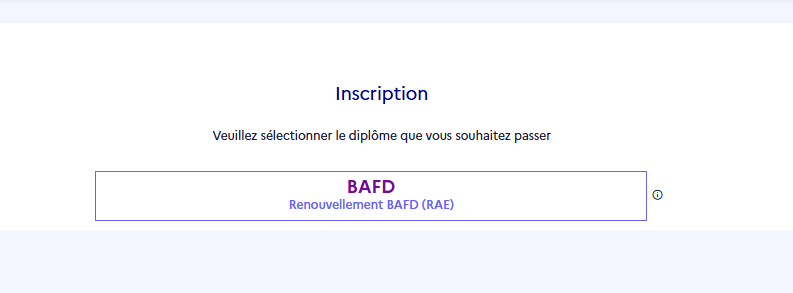 Inscription
Veuillez sélectionner le diplôme que vous souhaitez passer
BAFD
Renouvellement BAFD (RAE)